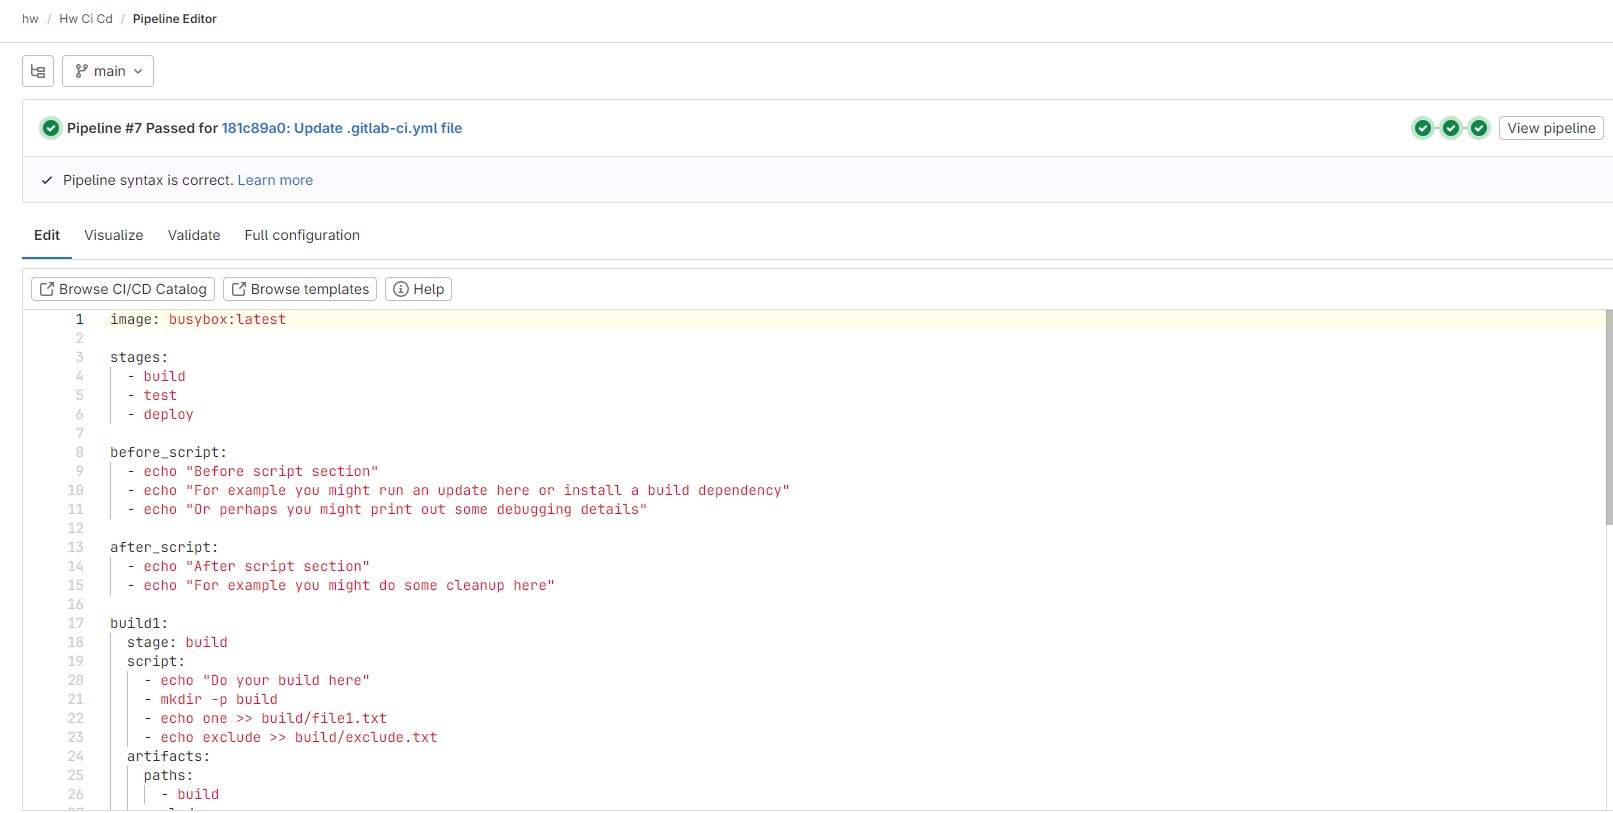 hw / Hw Ci Cd / Pipeline Editor
main
Pipeline #7 Passed for 181c89a0: Update .gitlab-ci.yml file
View pipeline
Pipeline syntax is correct. Learn more
Edit Visualize Validate Full configuration
Browse CI/CD Catalog Browse templates Help
1 image: busybox:latest
2
3 stages:
4 - build
5 - test
6 - deploy
7
8 before_script:
9 - echo "Before script section"
10 - echo "For example you might run an update here or install a build dependency"
11 - echo "Or perhaps you might print out some debugging details"
12
13 after_script:
14 - echo "After script section"
15 - echo "For example you might do some cleanup here"
16
17 build1:
18 stage: build
19 script:
20 - echo "Do your build here"
21 - mkdir -p build
22 - echo one >> build/file1.txt
23 - echo exclude >> build/exclude.txt
24 artifacts:
25 paths:
26 - build